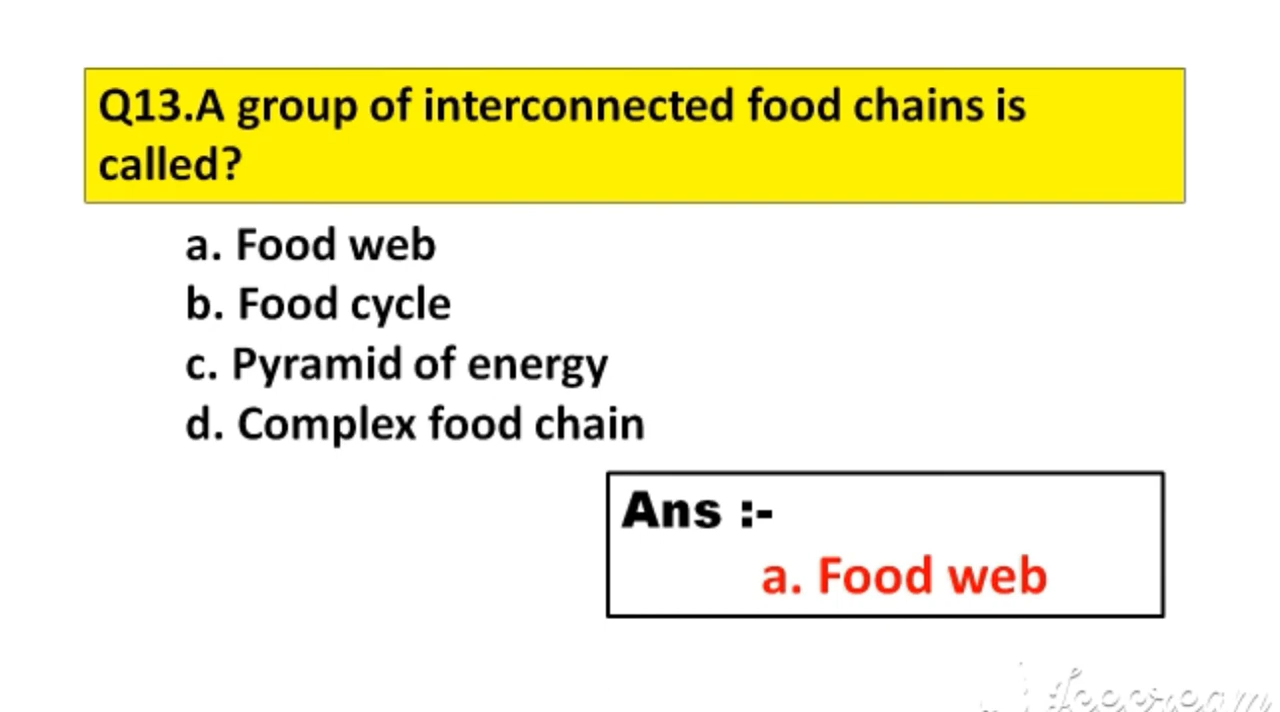 Q13.A group of interconnected food chains is
called?
a. Food web
b. Food cycle
c. Pyramid of energy
d. Complex food chain
Ans :-
a. Food web
Icecream